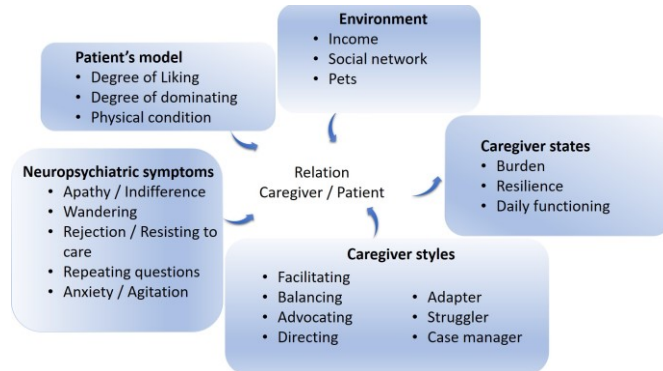 Environment
• Income
• Social network
• Pets
Patient's model
• Degree of Liking
• Degree of dominating
• Physical condition
Neuropsychiatric symptoms
• Apathy / Indifference
• Wandering
• Rejection / Resisting to
care
• Repeating questions
• Anxiety / Agitation
Relation
Caregiver / Patient
Caregiver states
• Burden
• Resilience
• Daily functioning
Caregiver styles
• Facilitating
• Balancing
• Advocating
• Directing
• Adapter
• Struggler
• Case manager